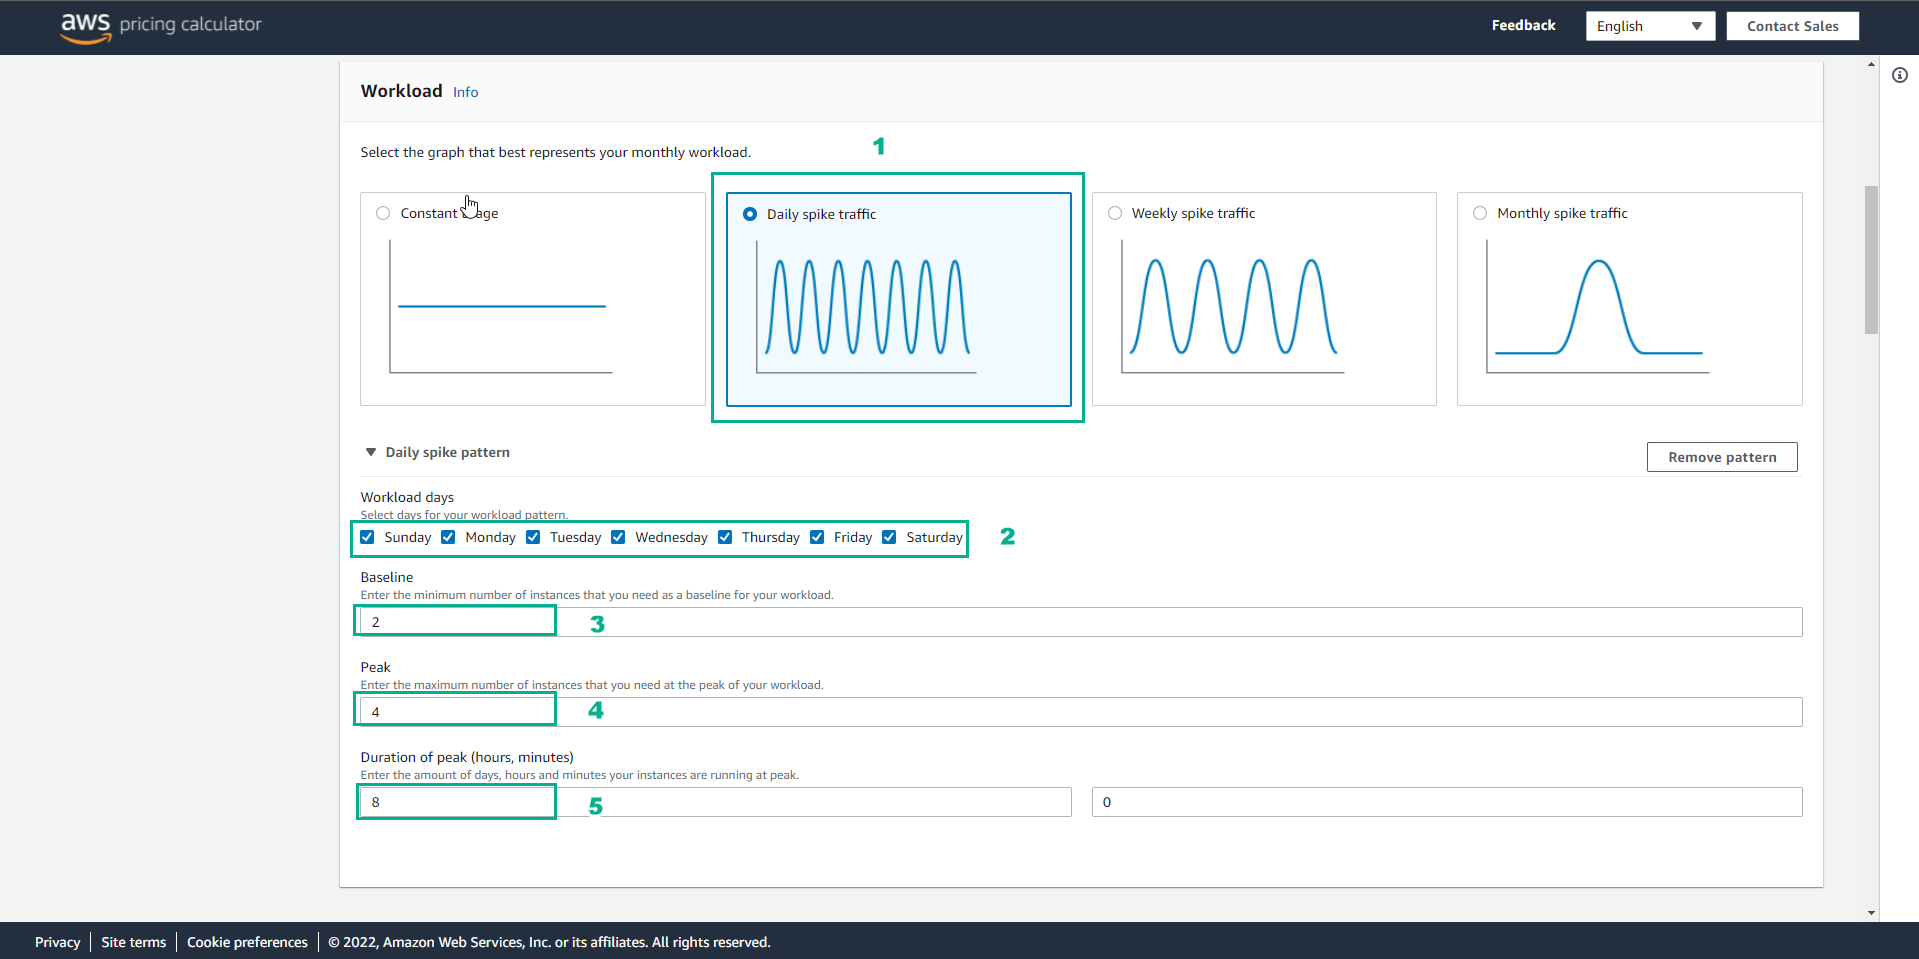 aws pricing calculator
Feedback
English
Contact Sales
Workload Info
Select the graph that best represents your monthly workload.
1
Constant age
Daily spike traffic
Weekly spike traffic
Monthly spike traffic
Daily spike pattern
Remove pattern
Workload days
Select days for your workload pattern.
Sunday Monday Tuesday Wednesday Thursday Friday Saturday
2
Baseline
Enter the minimum number of instances that you need as a baseline for your workload.
2
3
Peak
Enter the maximum number of instances that you need at the peak of your workload.
4
4
Duration of peak (hours, minutes)
Enter the amount of days, hours and minutes your instances are running at peak.
8
5
0
Privacy Site terms Cookie preferences © 2022, Amazon Web Services, Inc. or its affiliates. All rights reserved.